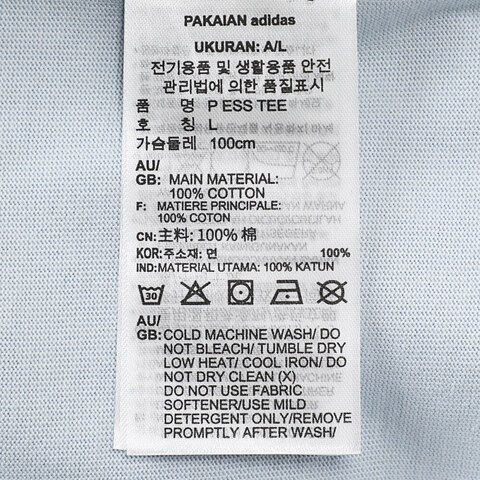 PAKAIAN adidas
UKURAN: A/L
전기용품 및 생활용품 안전
관리법에 의한 품질표시
품 명 P ESS TEE
호 칭 L
가슴둘레 100cm
AU/
GB: MAIN MATERIAL:
100% COTTON
F: MATIERE PRINCIPALE:
100% COTON
CN: 主料: 100% 棉
KOR: 주소재: 면 100%
IND: MATERIAL UTAMA: 100% KATUN
30
AU/
GB: COLD MACHINE WASH/ DO
NOT BLEACH/ TUMBLE DRY
LOW HEAT/ COOL IRON/ DO
NOT DRY CLEAN (X)
DO NOT USE FABRIC
SOFTENER/USE MILD
DETERGENT ONLY/REMOVE
PROMPTLY AFTER WASH/